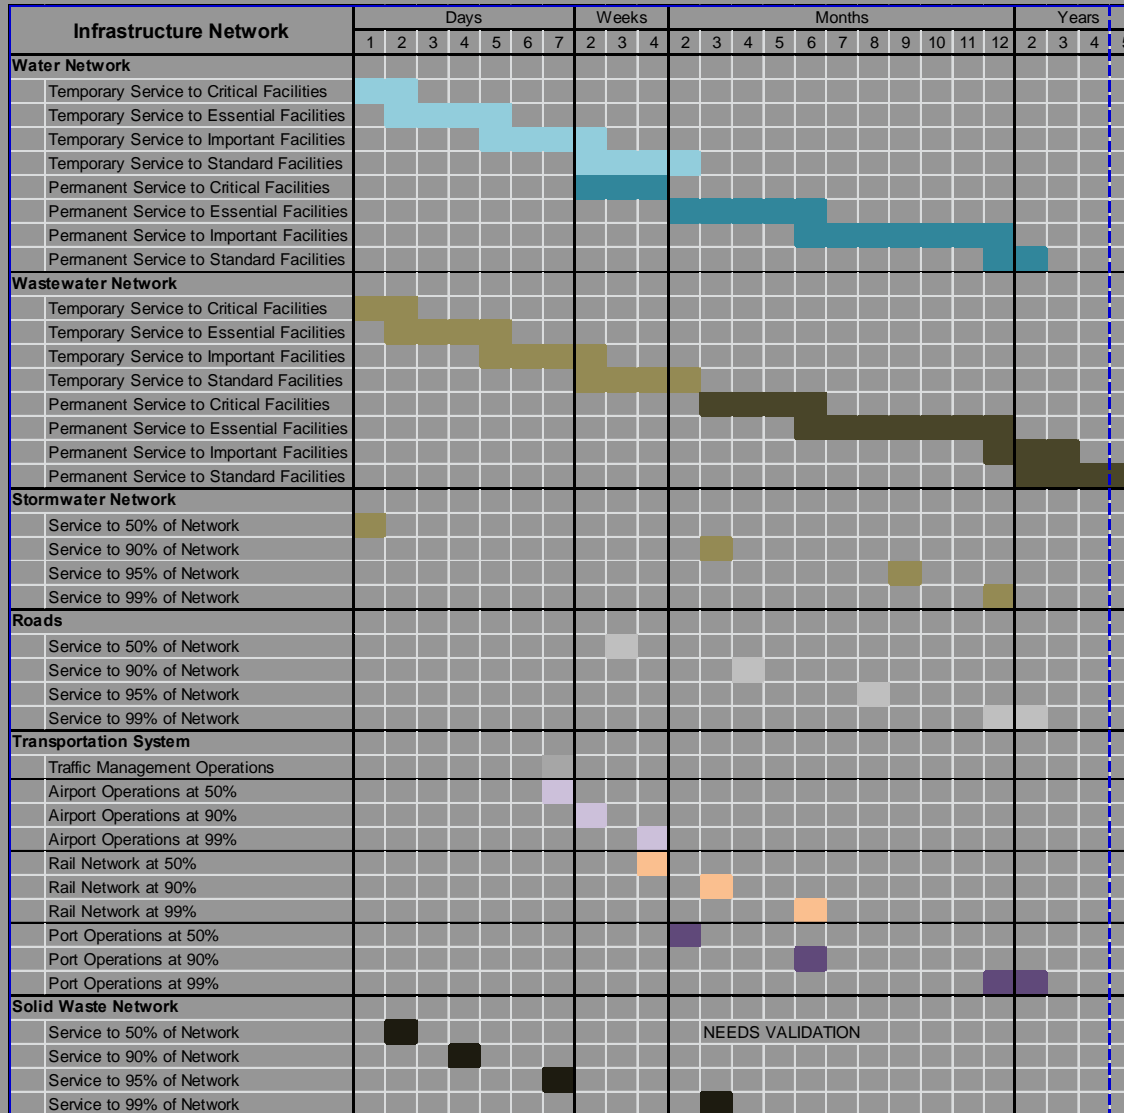 Infrastructure Network
Days Weeks Months Years
1 2 3 4 5 6 7 2 3 4 2 3 4 5 6 7 8 9 10 11 12 2 3 4
Water Network
Temporary Service to Critical Facilities
Temporary Service to Essential Facilities
Temporary Service to Important Facilities
Temporary Service to Standard Facilities
Permanent Service to Critical Facilities
Permanent Service to Essential Facilities
Permanent Service to Important Facilities
Permanent Service to Standard Facilities
Wastewater Network
Temporary Service to Critical Facilities
Temporary Service to Essential Facilities
Temporary Service to Important Facilities
Temporary Service to Standard Facilities
Permanent Service to Critical Facilities
Permanent Service to Essential Facilities
Permanent Service to Important Facilities
Permanent Service to Standard Facilities
Stormwater Network
Service to 50% of Network
Service to 90% of Network
Service to 95% of Network
Service to 99% of Network
Roads
Service to 50% of Network
Service to 90% of Network
Service to 95% of Network
Service to 99% of Network
Transportation System
Traffic Management Operations
Airport Operations at 50%
Airport Operations at 90%
Airport Operations at 99%
Rail Network at 50%
Rail Network at 90%
Rail Network at 99%
Port Operations at 50%
Port Operations at 90%
Port Operations at 99%
Solid Waste Network
Service to 50% of Network NEEDS VALIDATION
Service to 90% of Network
Service to 95% of Network
Service to 99% of Network